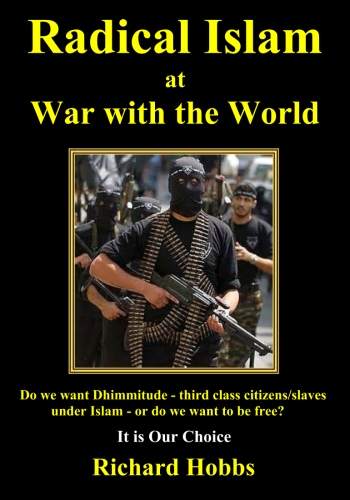 Radical Islam
at
War with the World
Do we want Dhimmitude - third class citizens/slaves
under Islam - or do we want to be free?
It is Our Choice
Richard Hobbs